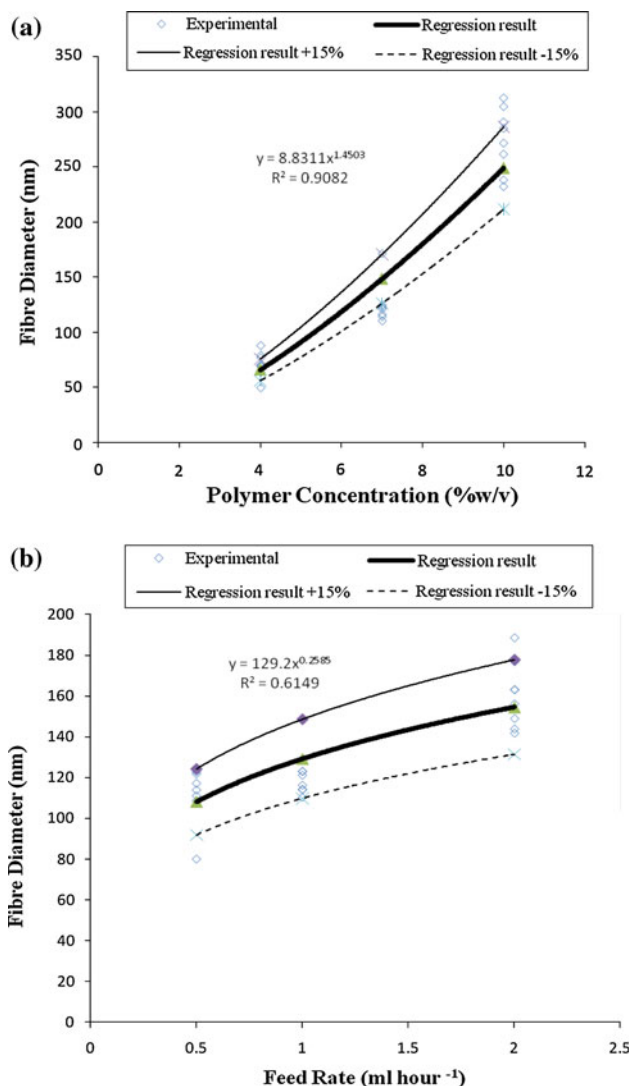 (a)
Experimental
Regression result
Regression result +15%
Regression result -15%
350
300
250
200
150
100
50
0
y = 8.8311x^1.4503
R² = 0.9082
Fibre Diameter (nm)
0 2 4 6 8 10 12
Polymer Concentration (%w/v)
(b)
Experimental
Regression result
Regression result +15%
Regression result -15%
200
180
160
140
120
100
80
60
40
20
0
y = 129.2x^0.2585
R² = 0.6149
Fibre Diameter (nm)
0 0.5 1 1.5 2 2.5
Feed Rate (ml hour ⁻¹)